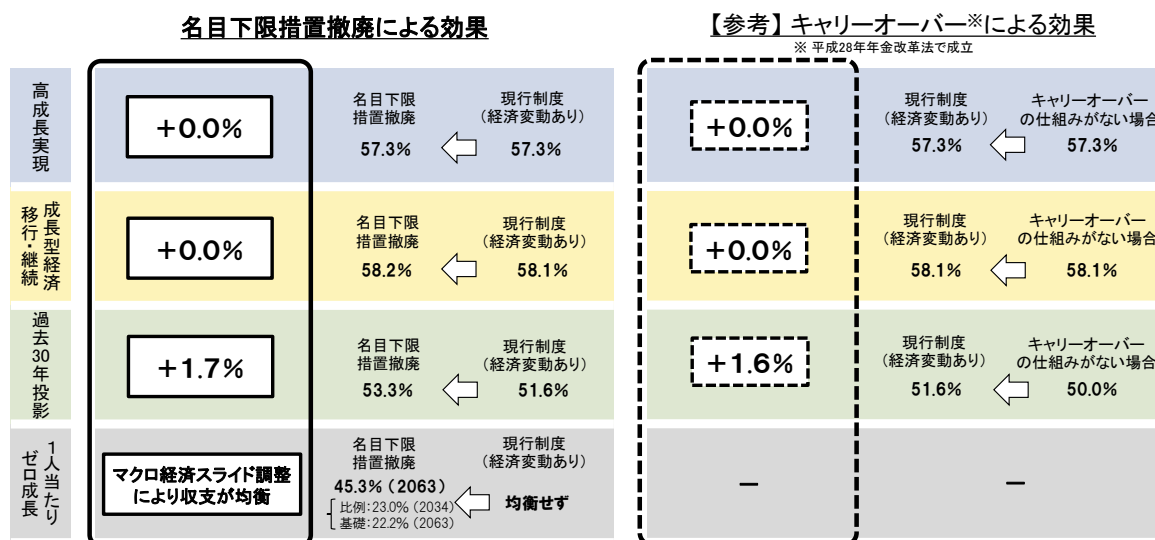 名目下限措置撤廃による効果
【参考】キャリーオーバー※による効果
※ 平成28年年金改革法で成立
高成長実現
+0.0%
名目下限
措置撤廃
57.3%
現行制度
(経済変動あり)
57.3%
+0.0%
現行制度
(経済変動あり)
57.3%
キャリーオーバー
の仕組みがない場合
57.3%
成長型経済
移行・継続
+0.0%
名目下限
措置撤廃
58.2%
現行制度
(経済変動あり)
58.1%
+0.0%
現行制度
(経済変動あり)
58.1%
キャリーオーバー
の仕組みがない場合
58.1%
過去30年投影
+1.7%
名目下限
措置撤廃
53.3%
現行制度
(経済変動あり)
51.6%
+1.6%
現行制度
(経済変動あり)
51.6%
キャリーオーバー
の仕組みがない場合
50.0%
1人当たり
ゼロ成長
マクロ経済スライド調整
により収支が均衡
名目下限
措置撤廃
45.3% (2063)
比例:23.0% (2034)
基礎:22.2% (2063)
現行制度
(経済変動あり)
均衡せず
－
－